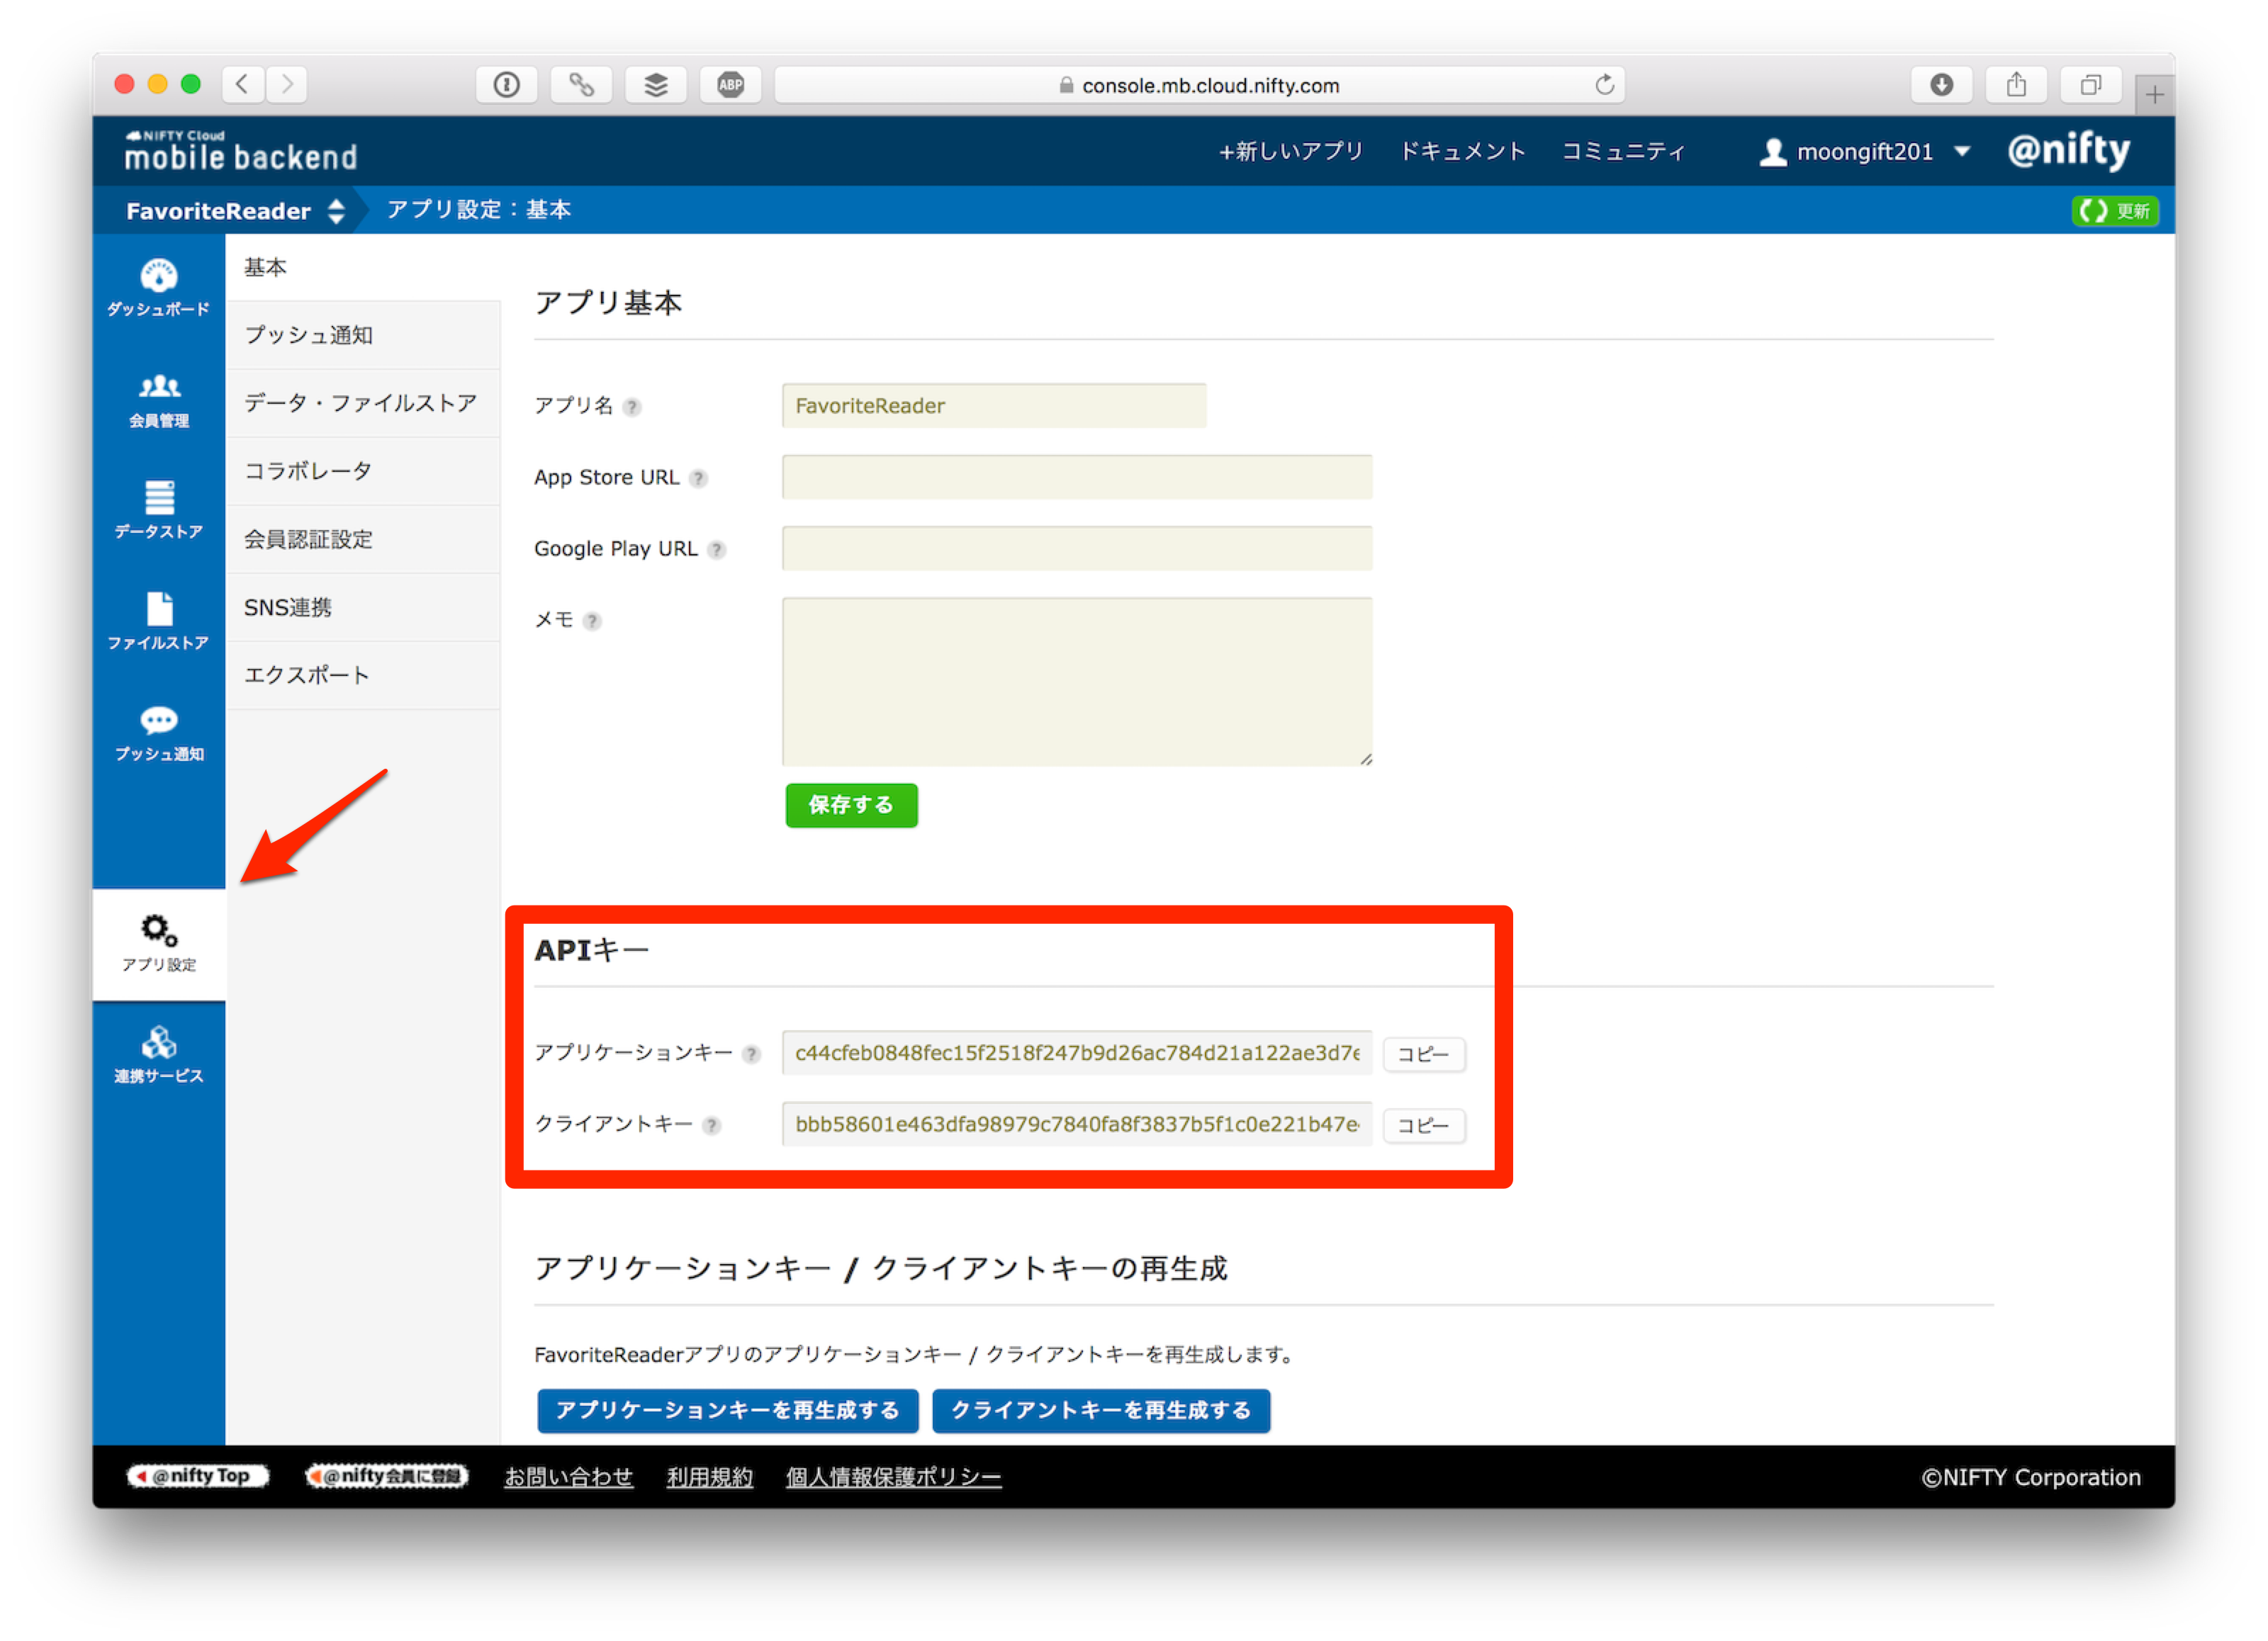 ABP
console.mb.cloud.nifty.com
NIFTY Cloud
mobile backend
+新しいアプリ ドキュメント コミュニティ moongift201 @nifty
FavoriteReader アプリ設定：基本 更新
ダッシュボード
会員管理
データストア
ファイルストア
プッシュ通知
アプリ設定
連携サービス
基本
プッシュ通知
データ・ファイルストア
コラボレータ
会員認証設定
SNS連携
エクスポート
アプリ基本
アプリ名 ? FavoriteReader
App Store URL ?
Google Play URL ?
メモ ?
保存する
APIキー
アプリケーションキー ? c44cfeb0848fec15f2518f247b9d26ac784d21a122ae3d7e コピー
クライアントキー ? bbb58601e463dfa98979c7840fa8f3837b5f1c0e221b47e コピー
アプリケーションキー / クライアントキーの再生成
FavoriteReaderアプリのアプリケーションキー / クライアントキーを再生成します。
アプリケーションキーを再生成する クライアントキーを再生成する
@nifty Top @nifty会員に登録 お問い合わせ 利用規約 個人情報保護ポリシー ©NIFTY Corporation